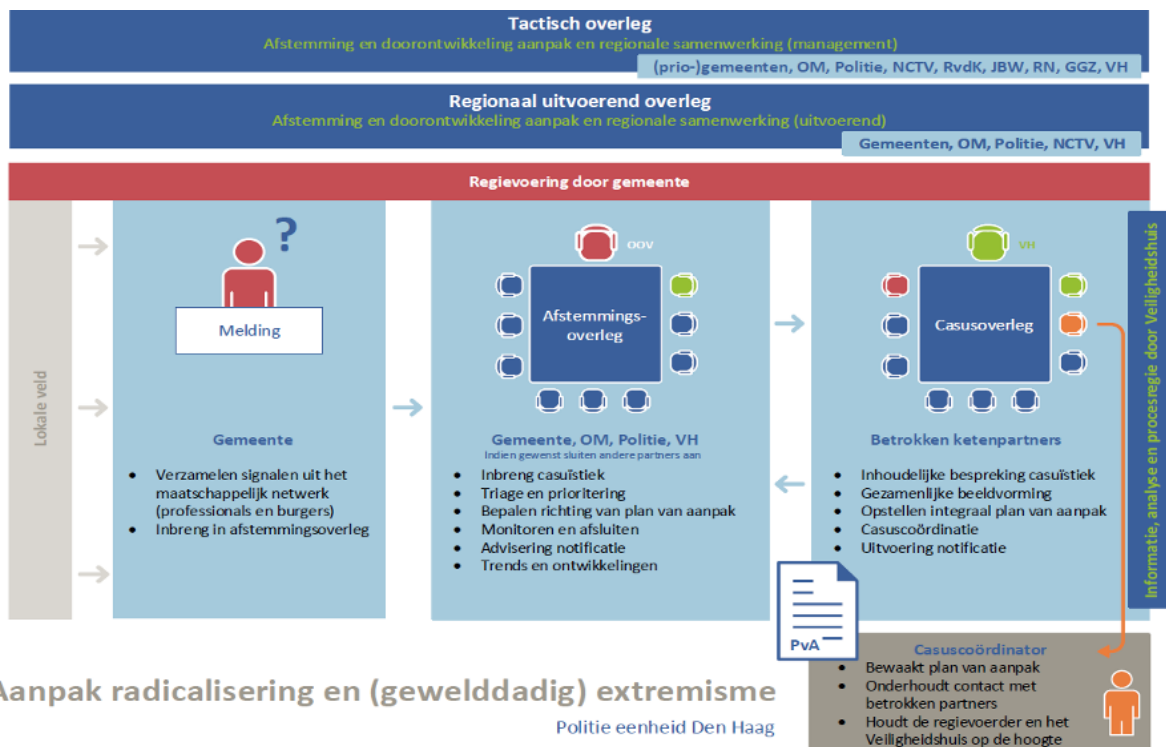 Tactisch overleg
Afstemming en doorontwikkeling aanpak en regionale samenwerking (management)
(prio-)gemeenten, OM, Politie, NCTV, RvdK, JBW, RN, GGZ, VH
Regionaal uitvoerend overleg
Afstemming en doorontwikkeling aanpak en regionale samenwerking (uitvoerend)
Gemeenten, OM, Politie, NCTV, VH
Regievoering door gemeente
Lokale veld
?
Melding
Gemeente
• Verzamelen signalen uit het
maatschappelijk netwerk
(professionals en burgers)
• Inbreng in afstemmingsoverleg
OOV
Afstemmings-
overleg
Gemeente, OM, Politie, VH
Indien gewenst sluiten andere partners aan
• Inbreng casuïstiek
• Triage en prioritering
• Bepalen richting van plan van aanpak
• Monitoren en afsluiten
• Advisering notificatie
• Trends en ontwikkelingen
VH
Casusoverleg
Betrokken ketenpartners
• Inhoudelijke bespreking casuïstiek
• Gezamenlijke beeldvorming
• Opstellen integraal plan van aanpak
• Casuscoördinatie
• Uitvoering notificatie
Informatie, analyse en procesregie door Veiligheidshuis
PvA
Casuscoördinator
• Bewaakt plan van aanpak
• Onderhoudt contact met
betrokken partners
• Houdt de regievoerder en het
Veiligheidshuis op de hoogte
Aanpak radicalisering en (gewelddadig) extremisme
Politie eenheid Den Haag